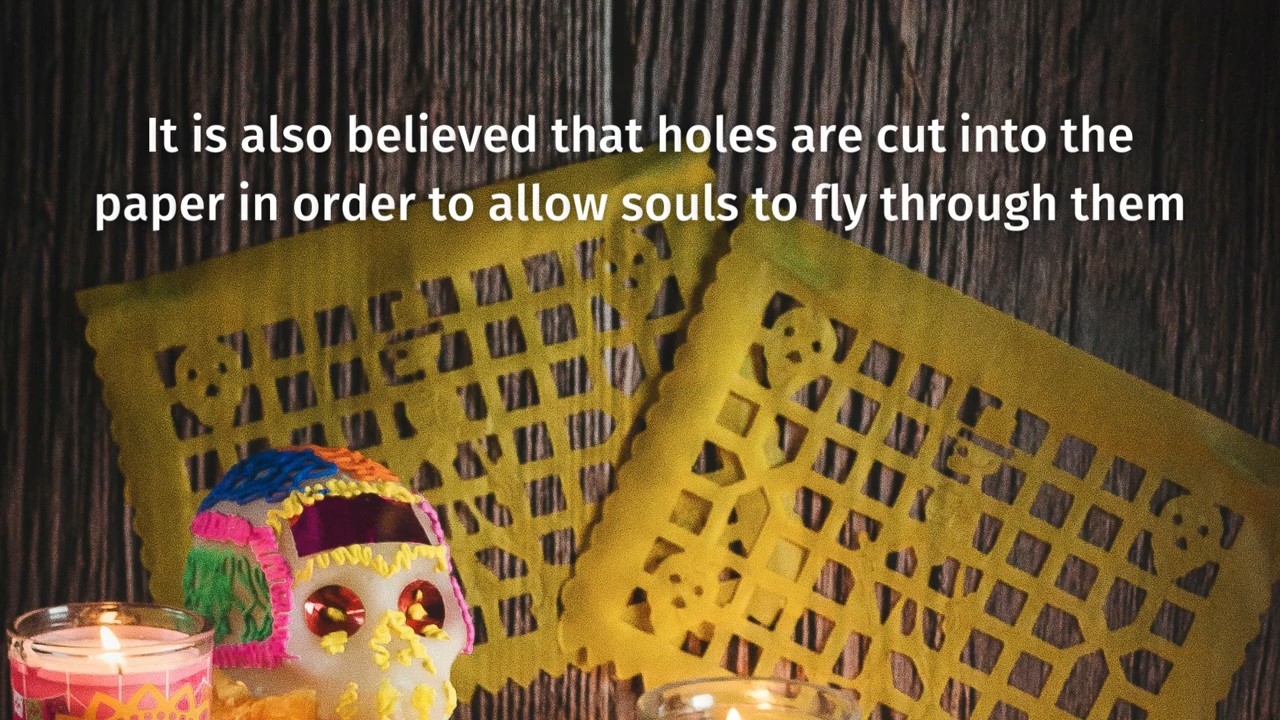 It is also believed that holes are cut into the
paper in order to allow souls to fly through them